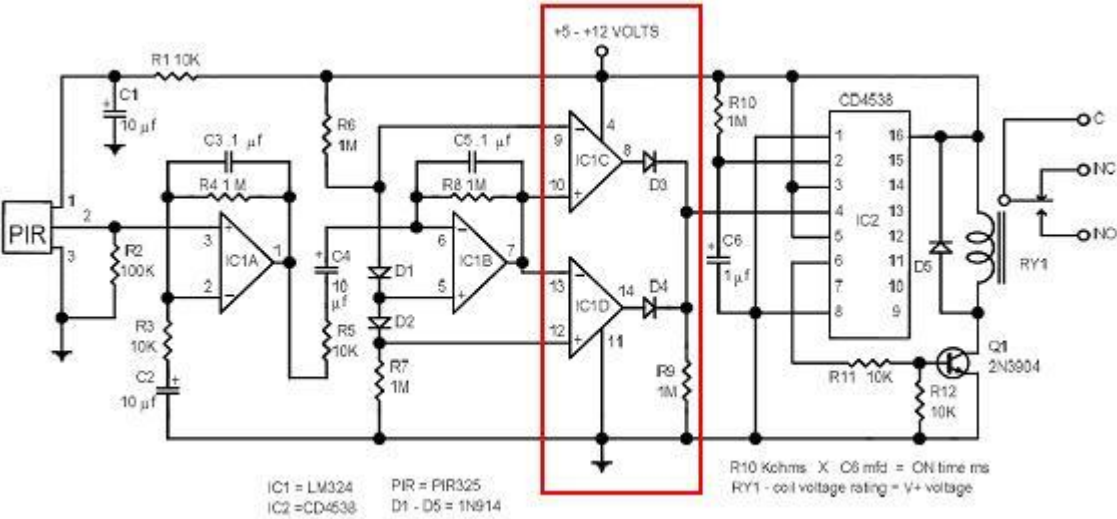 +5 - +12 VOLTS
R1 10K
+
C1
10 µf
C3 .1 µf
R4 1 M
R6
1M
C5 .1 µf
R8 1M
9
-
4
IC1C
8
10
+
D3
R10
1M
CD4538
1
16
2
15
3
14
4
13
IC2
5
12
6
11
7
10
8
9
C
NC
NO
RY1
D5
PIR
1
2
3
R2
100K
3
+
IC1A
1
2
-
+
C4
10
µf
6
-
IC1B
7
5
+
D1
D2
13
-
IC1D
14
12
+
11
D4
+
C6
1µf
R3
10K
C2
+
10 µf
R5
10K
R7
1M
R9
1M
R11 10K
R12
10K
Q1
2N3904
IC1 = LM324
IC2 =CD4538
PIR = PIR325
D1 - D5 = 1N914
R10 Kohms X C6 mfd = ON time ms
RY1 - coil voltage rating = V+ voltage